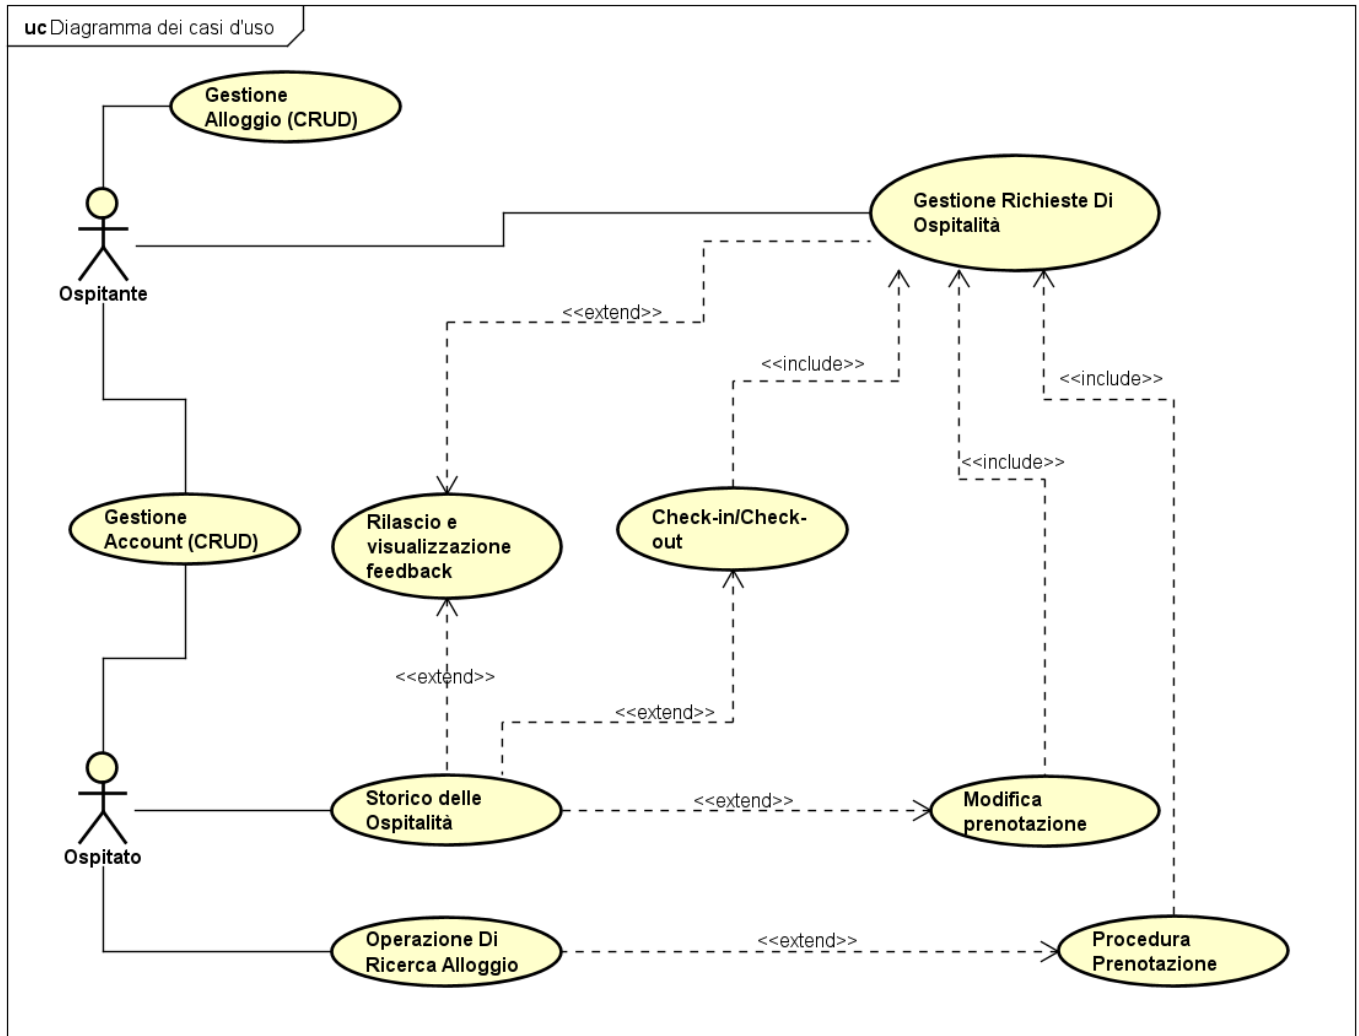 uc Diagramma dei casi d'uso
Gestione
Alloggio (CRUD)
Gestione Richieste Di
Ospitalità
Ospitante
<<extend>>
<<include>>
<<include>>
<<include>>
Gestione
Account (CRUD)
Rilascio e
visualizzazione
feedback
Check-in/Check-
out
<<extend>>
<<extend>>
Storico delle
Ospitalità
<<extend>>
Modifica
prenotazione
Ospitato
Operazione Di
Ricerca Alloggio
<<extend>>
Procedura
Prenotazione